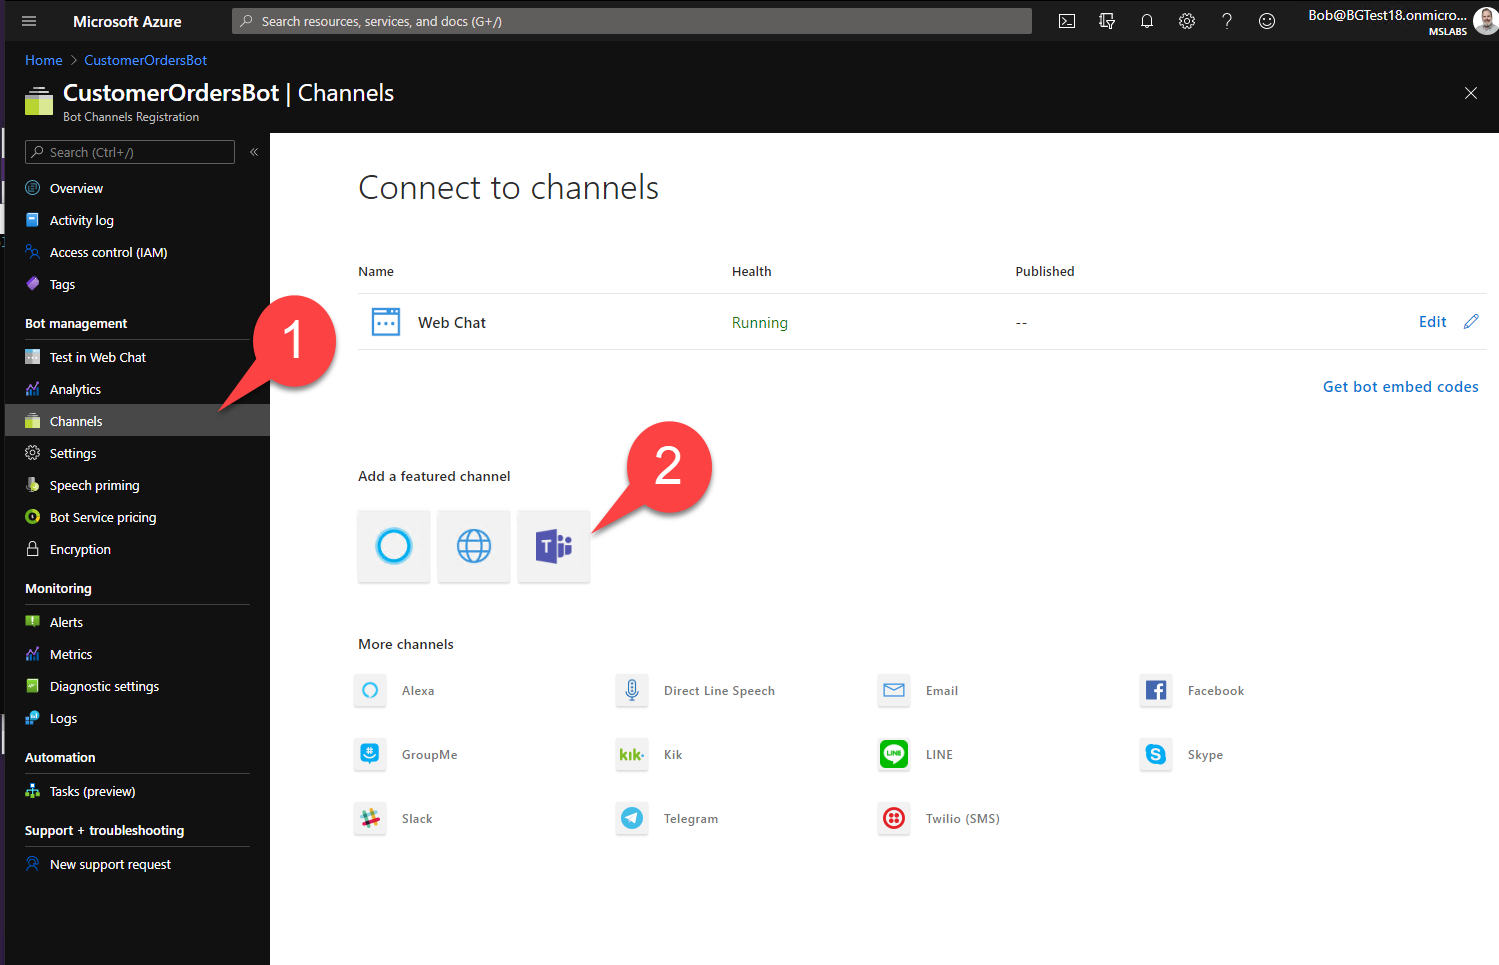 Microsoft Azure
Search resources, services, and docs (G+/)
Bob@BGTest18.onmicro...
MSLABS
Home > CustomerOrdersBot
CustomerOrdersBot | Channels
Bot Channels Registration
Search (Ctrl+/)
«
Overview
Activity log
Access control (IAM)
Tags
Bot management
Test in Web Chat
Analytics
Channels
Settings
Speech priming
Bot Service pricing
Encryption
Monitoring
Alerts
Metrics
Diagnostic settings
Logs
Automation
Tasks (preview)
Support + troubleshooting
New support request
1
Connect to channels
Name Health Published
Web Chat Running -- Edit
Get bot embed codes
2
Add a featured channel
T
More channels
Alexa Direct Line Speech Email Facebook
GroupMe kik Kik LINE LINE Skype
Slack Telegram Twilio (SMS)